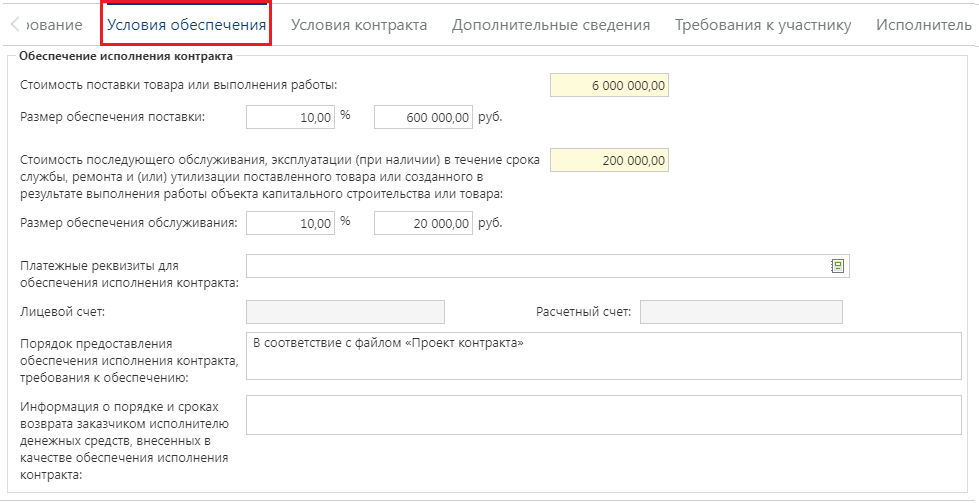 рование Условия обеспечения Условия контракта Дополнительные сведения Требования к участнику Исполнитель
Обеспечение исполнения контракта
Стоимость поставки товара или выполнения работы: 6 000 000,00
Размер обеспечения поставки: 10,00 % 600 000,00 руб.
Стоимость последующего обслуживания, эксплуатации (при наличии) в течение срока 200 000,00
службы, ремонта и (или) утилизации поставленного товара или созданного в
результате выполнения работы объекта капитального строительства или товара:
Размер обеспечения обслуживания: 10,00 % 20 000,00 руб.
Платежные реквизиты для
обеспечения исполнения контракта:
Лицевой счет: Расчетный счет:
Порядок предоставления В соответствие с файлом «Проект контракта»
обеспечения исполнения контракта,
требования к обеспечению:
Информация о порядке и сроках
возврата заказчиком исполнителю
денежных средств, внесенных в
качестве обеспечения исполнения
контракта: